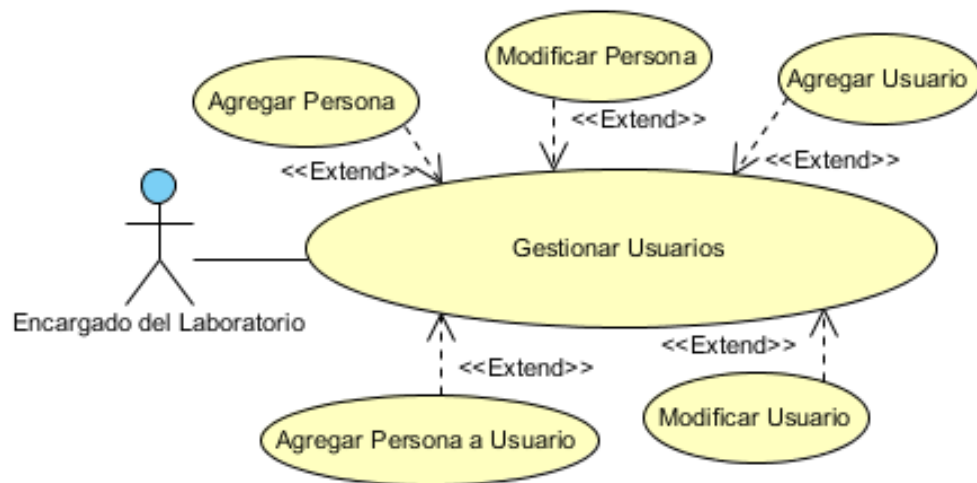 Modificar Persona
Agregar Persona
Agregar Usuario
<<Extend>>
<<Extend>>
<<Extend>>
Gestionar Usuarios
Encargado del Laboratorio
<<Extend>>
<<Extend>>
Agregar Persona a Usuario
Modificar Usuario